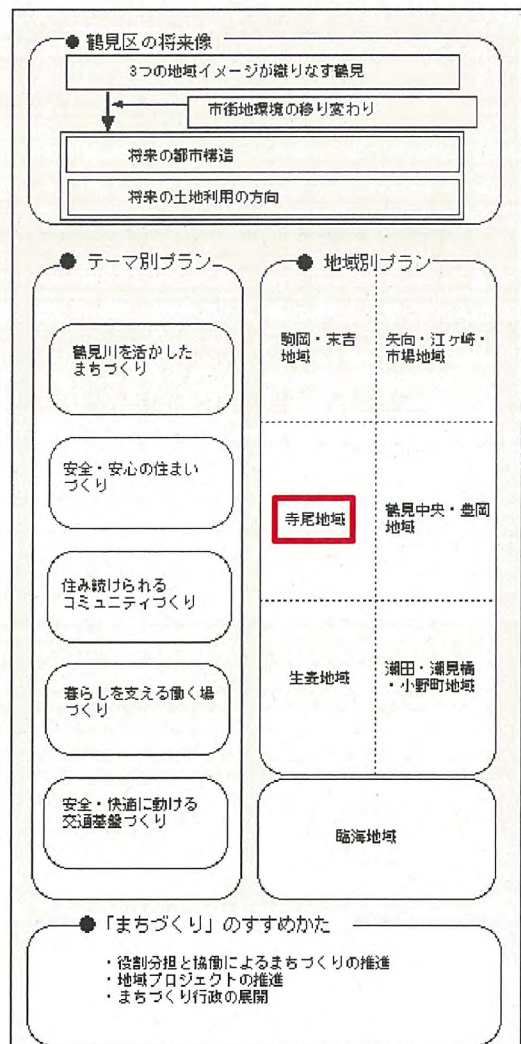 ● 鶴見区の将来像
3つの地域イメージが織りなす鶴見
市街地環境の移り変わり
将来の都市構造
将来の土地利用の方向
● テーマ別プラン
鶴見川を活かした
まちづくり
安全・安心の住まい
づくり
住み続けられる
コミュニティづくり
暮らしを支える働く場
づくり
安全・快適に動ける
交通基盤づくり
● 地域別プラン
駒岡・末吉
地域
矢向・江ヶ崎・
市場地域
寺尾地域
鶴見中央・豊岡
地域
生麦地域
潮田・潮見橋
・小野町地域
臨海地域
●「まちづくり」のすすめかた
・役割分担と協働によるまちづくりの推進
・地域プロジェクトの推進
・まちづくり行政の展開